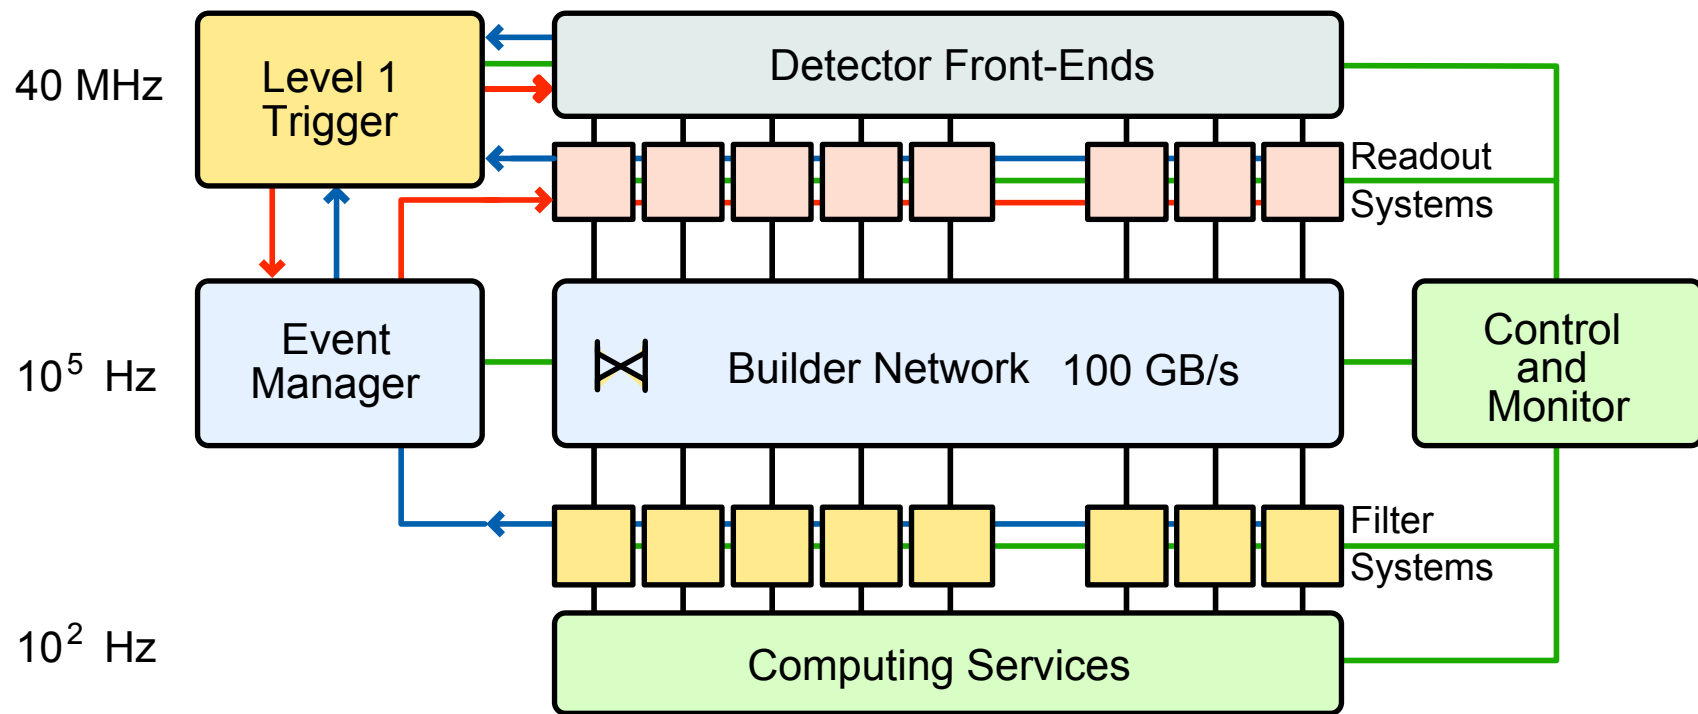 40 MHz
Level 1
Trigger
Detector Front-Ends
Readout
Systems
10⁵ Hz
Event
Manager
Builder Network 100 GB/s
Control
and
Monitor
Filter
Systems
10² Hz
Computing Services